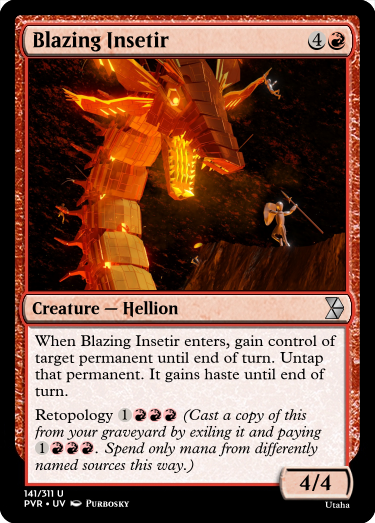 Blazing Insetir 4
Creature — Hellion
When Blazing Insetir enters, gain control of
target permanent until end of turn. Untap
that permanent. It gains haste until end of
turn.
Retopology 1 (Cast a copy of this
from your graveyard by exiling it and paying
1. Spend only mana from differently
named sources this way.)
4/4
141/311 U
PVR • UV Purbosky
Utaha